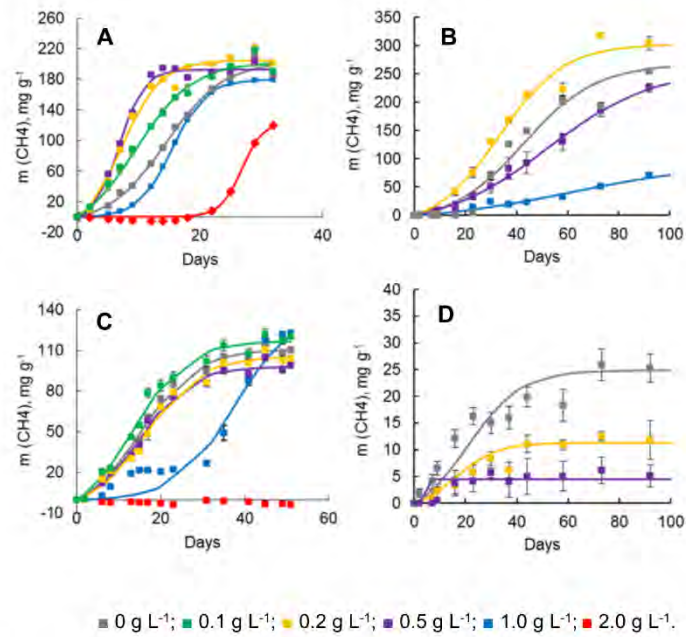 A
m (CH4), mg g-1
260
220
180
140
100
60
20
-20
0 20 40
Days
B
m (CH4), mg g-1
350
300
250
200
150
100
50
0
0 20 40 60 80 100
Days
C
m (CH4), mg g-1
140
110
80
50
20
-10
0 20 40 60
Days
D
m (CH4), mg g-1
40
35
30
25
20
15
10
5
0
0 20 40 60 80 100
Days
0 g L-1; 0.1 g L-1; 0.2 g L-1; 0.5 g L-1; 1.0 g L-1; 2.0 g L-1.